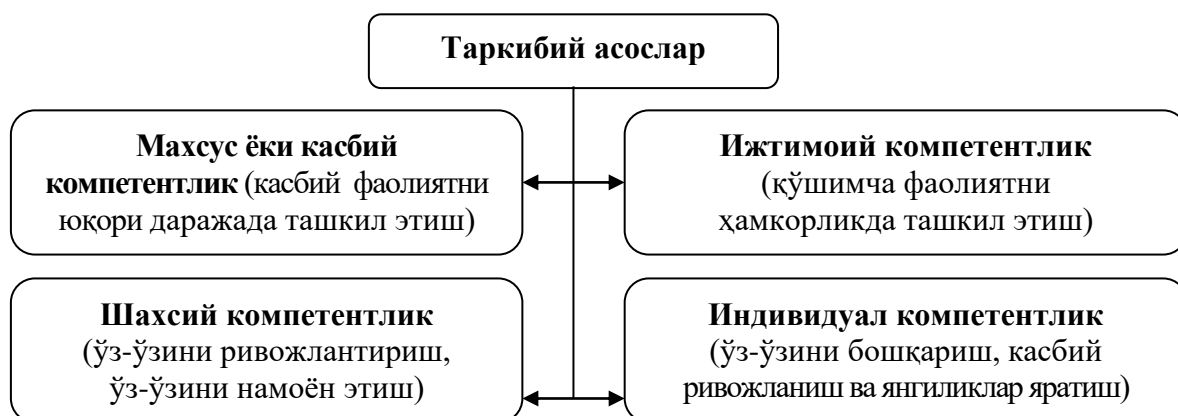 Таркибий асослар
Махсус ёки касбий
компетентлик (касбий фаолиятни
юқори даражада ташкил этиш)
Ижтимоий компетентлик
(қўшимча фаолиятни
ҳамкорликда ташкил этиш)
Шахсий компетентлик
(ўз-ўзини ривожлантириш,
ўз-ўзини намоён этиш)
Индивидуал компетентлик
(ўз-ўзини бошқариш, касбий
ривожланиш ва янгиликлар яратиш)